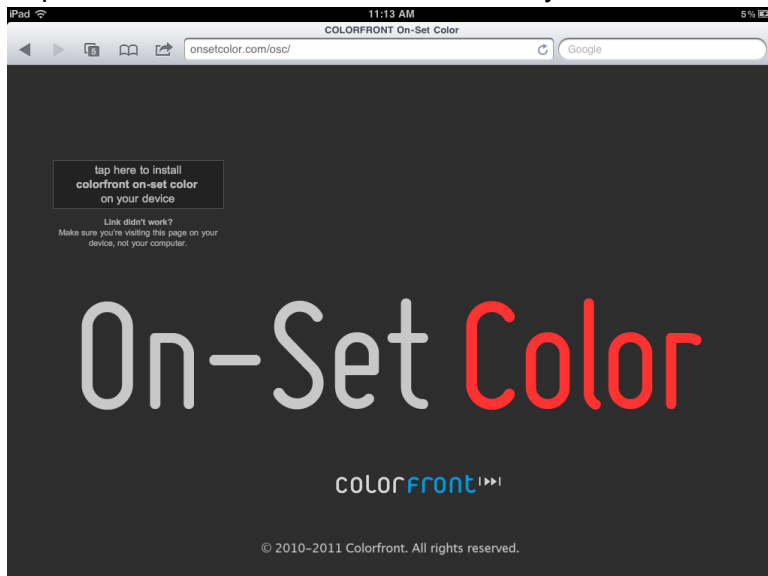 iPad 11:13 AM 5%
COLORFRONT On-Set Color
5 onsetcolor.com/osc/ Google
tap here to install
colorfront on-set color
on your device
Link didn't work?
Make sure you're visiting this page on your
device, not your computer.
On-Set Color
colorfront
© 2010-2011 Colorfront. All rights reserved.